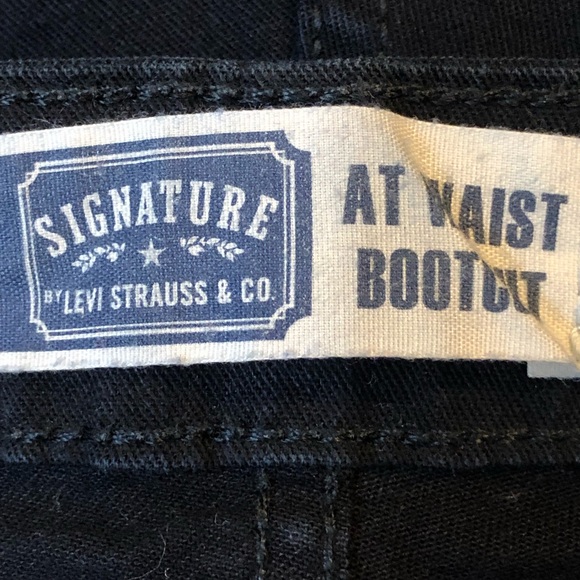 SIGNATURE
BY LEVI STRAUSS & CO.
AT WAIST
BOOTCUT